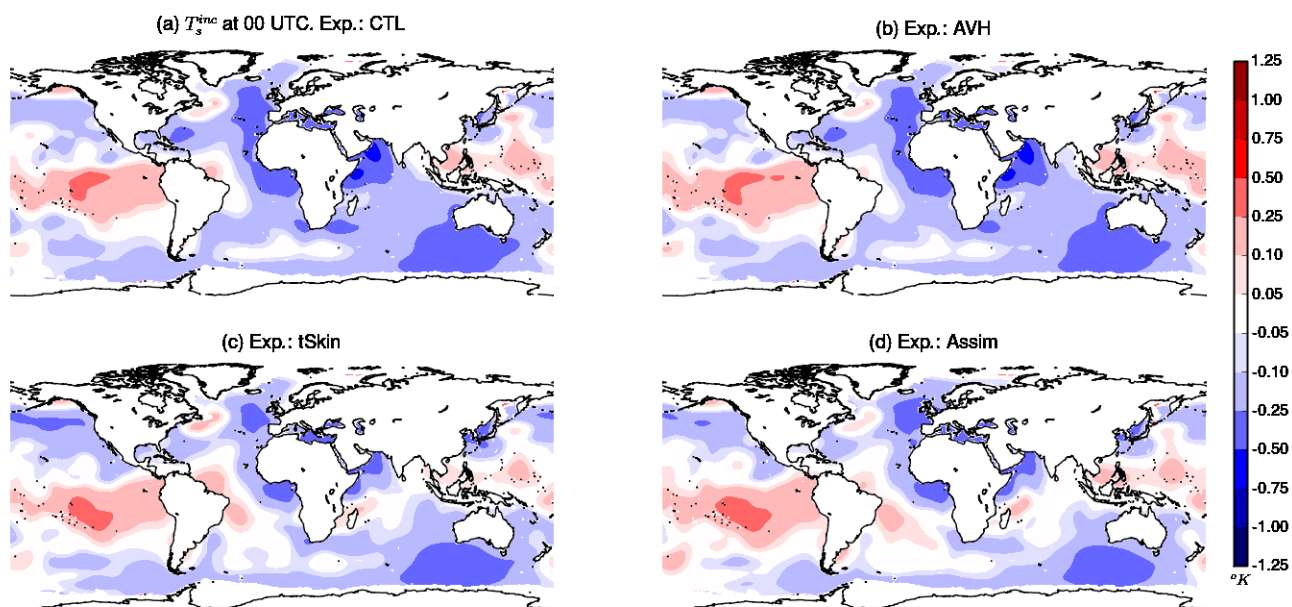 (a) T_s^{inc} at 00 UTC. Exp.: CTL
(b) Exp.: AVH
(c) Exp.: tSkin
(d) Exp.: Assim
1.25
1.00
0.75
0.50
0.25
0.10
0.05
-0.05
-0.10
-0.25
-0.50
-0.75
-1.00
-1.25
°K